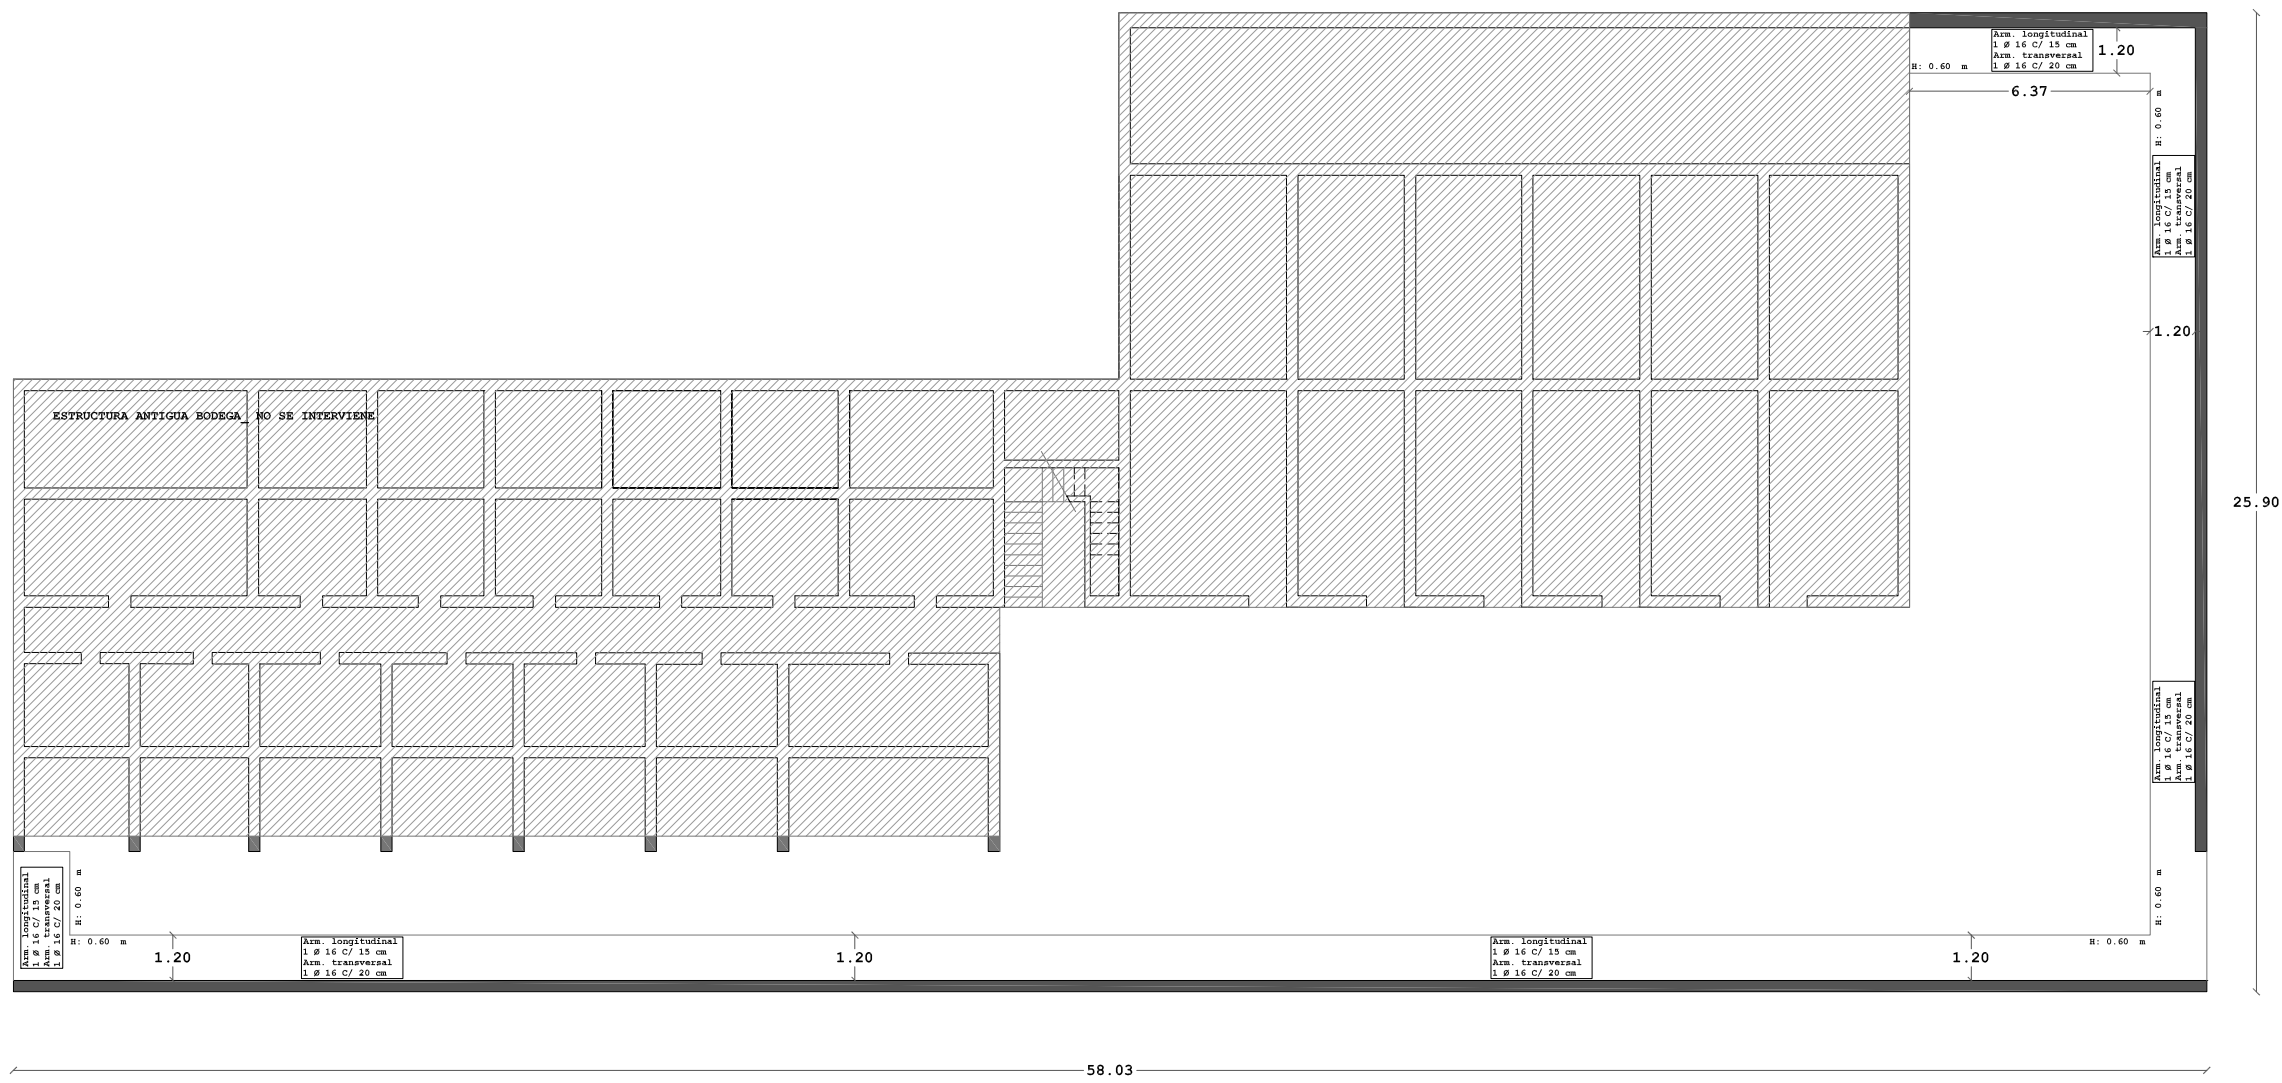 Arm. longitudinal
1 Ø 16 C/ 15 cm
Arm. transversal
1 Ø 16 C/ 20 cm
1.20
H: 0.60 m
6.37
H: 0.60 m
Arm. longitudinal
1 Ø 16 C/ 15 cm
Arm. transversal
1 Ø 16 C/ 20 cm
1.20
ESTRUCTURA ANTIGUA BODEGA_ NO SE INTERVIENE
25.90
Arm. longitudinal
1 Ø 16 C/ 15 cm
Arm. transversal
1 Ø 16 C/ 20 cm
H: 0.60 m
Arm. longitudinal
1 Ø 16 C/ 15 cm
Arm. transversal
1 Ø 16 C/ 20 cm
H: 0.60 m
H: 0.60 m
1.20
Arm. longitudinal
1 Ø 16 C/ 15 cm
Arm. transversal
1 Ø 16 C/ 20 cm
1.20
Arm. longitudinal
1 Ø 16 C/ 15 cm
Arm. transversal
1 Ø 16 C/ 20 cm
1.20
H: 0.60 m
58.03